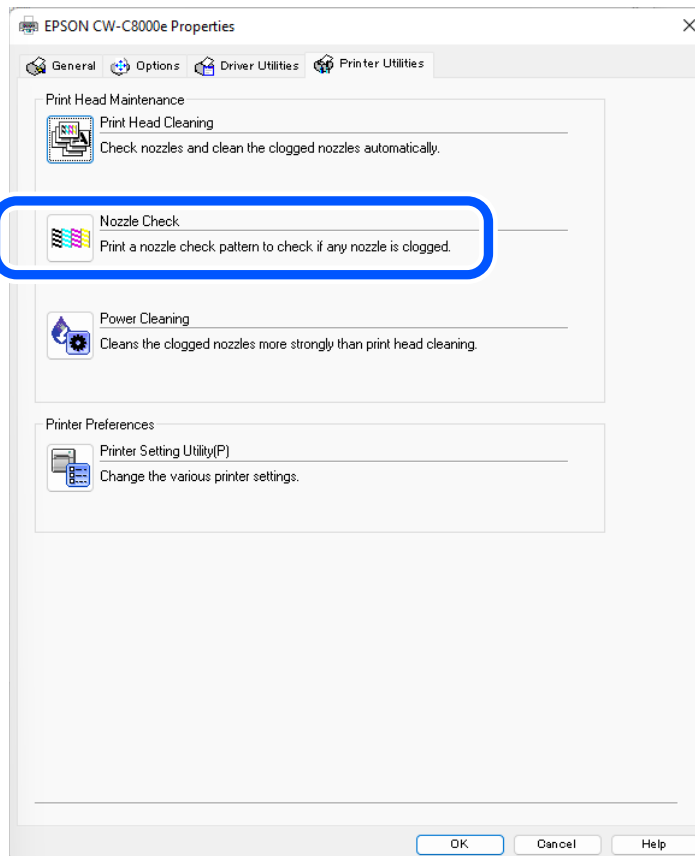 EPSON CW-C8000e Properties
General Options Driver Utilities Printer Utilities
Print Head Maintenance
Print Head Cleaning
Check nozzles and clean the clogged nozzles automatically.
Nozzle Check
Print a nozzle check pattern to check if any nozzle is clogged.
Power Cleaning
Cleans the clogged nozzles more strongly than print head cleaning.
Printer Preferences
Printer Setting Utility(P)
Change the various printer settings.
OK Cancel Help